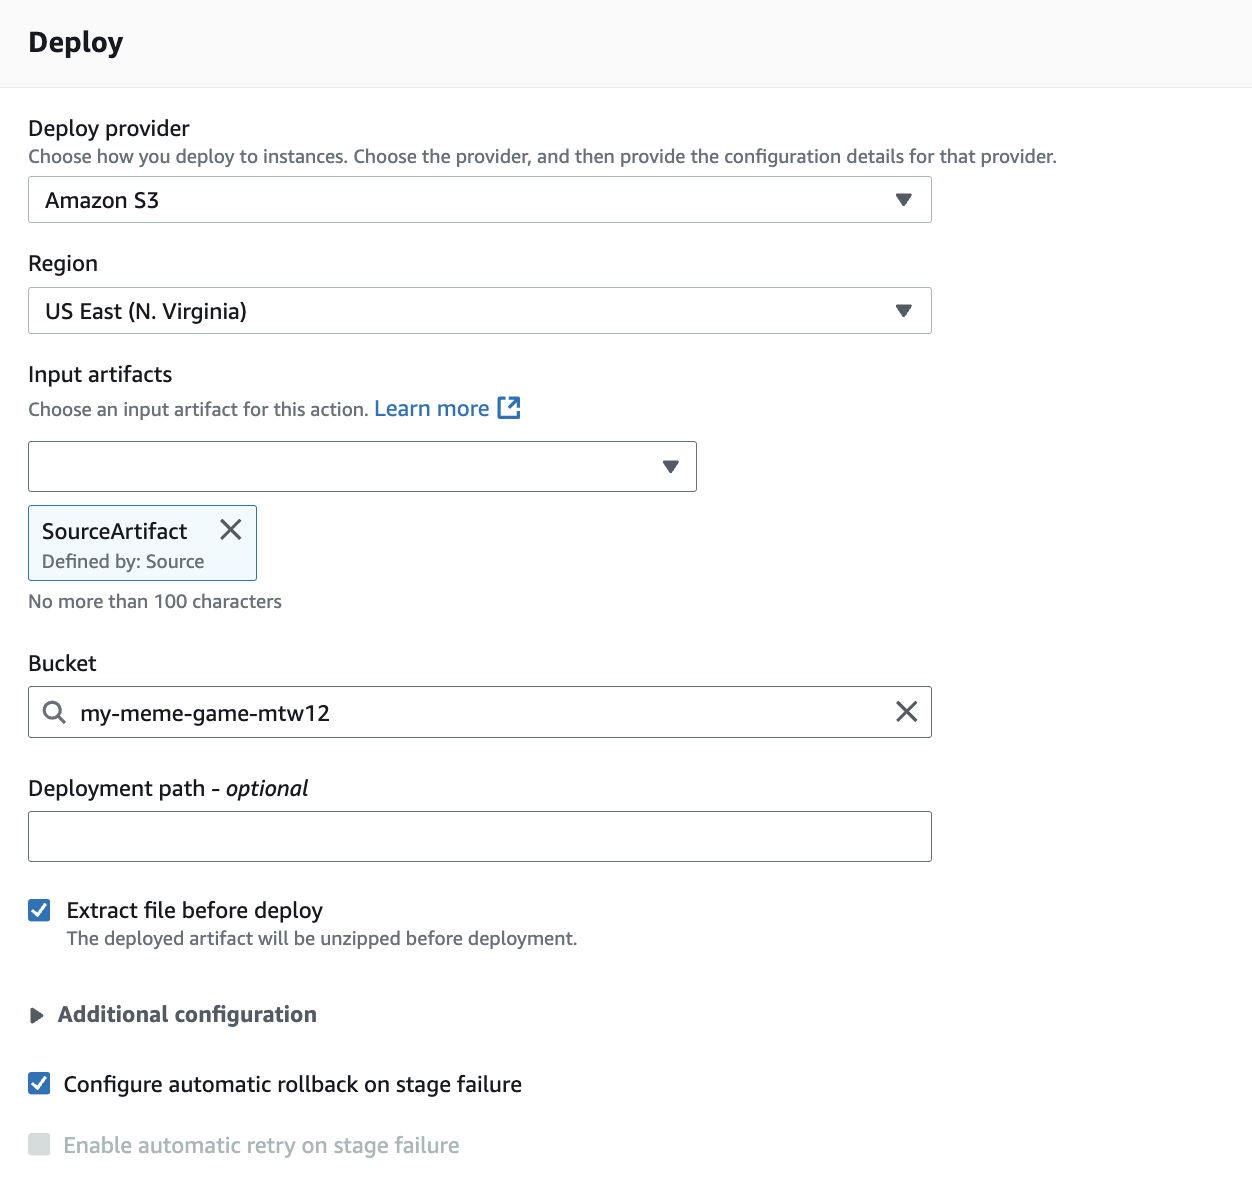 Deploy
Deploy provider
Choose how you deploy to instances. Choose the provider, and then provide the configuration details for that provider.
Amazon S3
Region
US East (N. Virginia)
Input artifacts
Choose an input artifact for this action. Learn more
SourceArtifact
Defined by: Source
No more than 100 characters
Bucket
my-meme-game-mtw12
Deployment path - optional
Extract file before deploy
The deployed artifact will be unzipped before deployment.
Additional configuration
Configure automatic rollback on stage failure
Enable automatic retry on stage failure